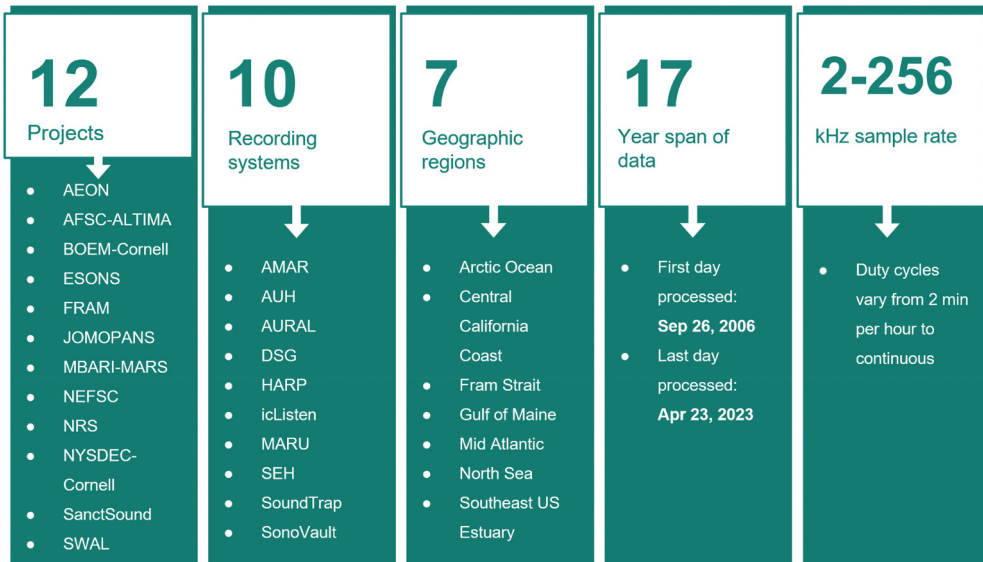 12
Projects
● AEON
● AFSC-ALTIMA
● BOEM-Cornell
● ESONS
● FRAM
● JOMOPANS
● MBARI-MARS
● NEFSC
● NRS
● NYSDEC-
Cornell
● SanctSound
● SWAL
10
Recording
systems
● AMAR
● AUH
● AURAL
● DSG
● HARP
● icListen
● MARU
● SEH
● SoundTrap
● SonoVault
7
Geographic
regions
● Arctic Ocean
● Central
California
Coast
● Fram Strait
● Gulf of Maine
● Mid Atlantic
● North Sea
● Southeast US
Estuary
17
Year span of
data
● First day
processed:
Sep 26, 2006
● Last day
processed:
Apr 23, 2023
2-256
kHz sample rate
● Duty cycles
vary from 2 min
per hour to
continuous